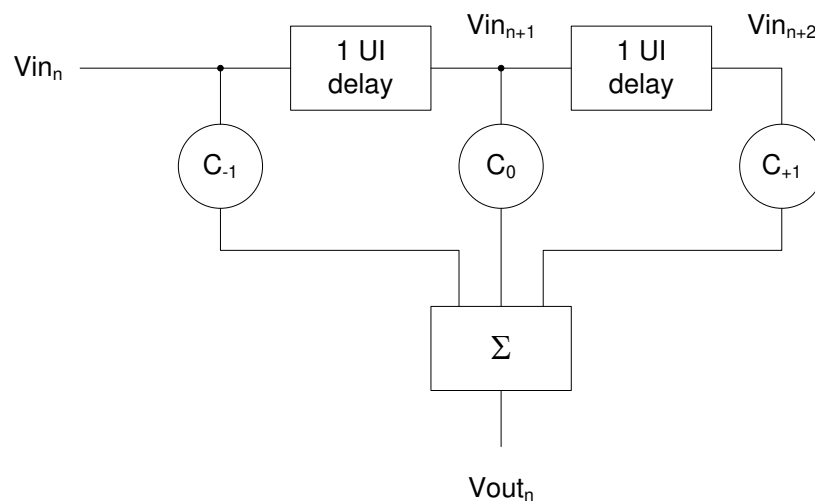 Vin_n
1 UI
delay
Vin_n+1
1 UI
delay
Vin_n+2
C_-1
C_0
C_+1
Σ
Vout_n